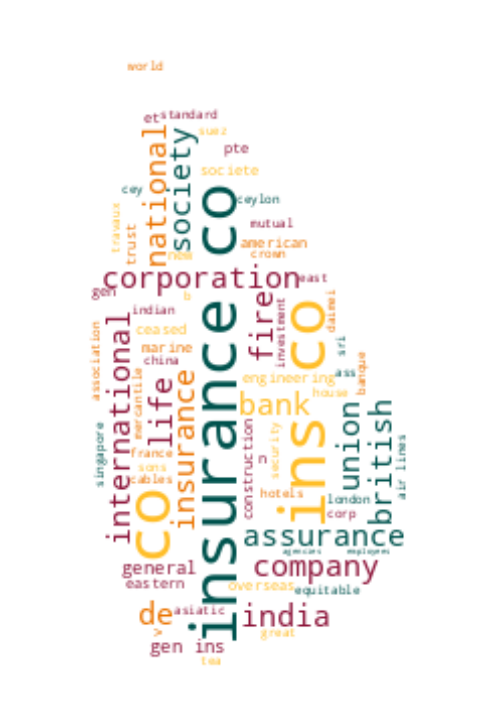 world
et
standard
suez
national
society
pte
societe
cey
insurance co
ceylon
travaux
trust
mutual
american
crown
new
corporation
east
gen
b
indian
fire
investment
ins co
daimei
international
ceased
association
marine
china
sri
ass
banque
mercantile
life
insurance
engineering
house
bank
union
british
singapore
france
sons
cables
construction
n
security
air lines
co
hotels
london
corp
assurance
agencies
employees
general
company
eastern
overseas
equitable
de
asiatic
india
>
great
gen ins
tea